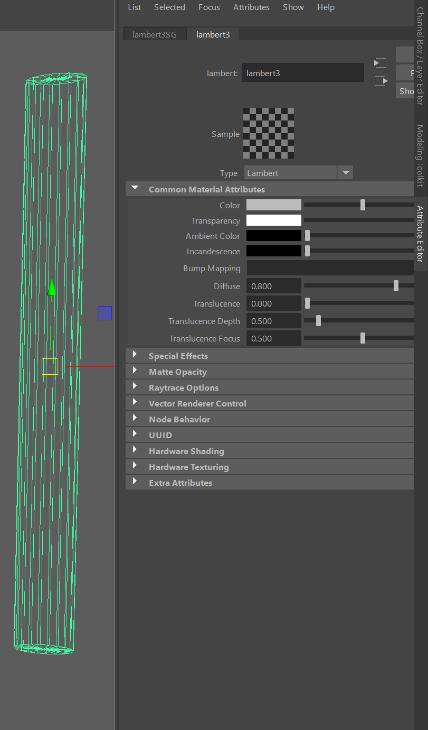 List Selected Focus Attributes Show Help
lambert3SG lambert3
lambert: lambert3
Sho
Sample
Type Lambert
Common Material Attributes
Color
Transparency
Ambient Color
Incandescence
Bump Mapping
Diffuse 0.800
Translucence 0.000
Translucence Depth 0.500
Translucence Focus 0.500
Special Effects
Matte Opacity
Raytrace Options
Vector Renderer Control
Node Behavior
UUID
Hardware Shading
Hardware Texturing
Extra Attributes
Channel Box / Layer Editor
Modeling Toolkit
Attribute Editor